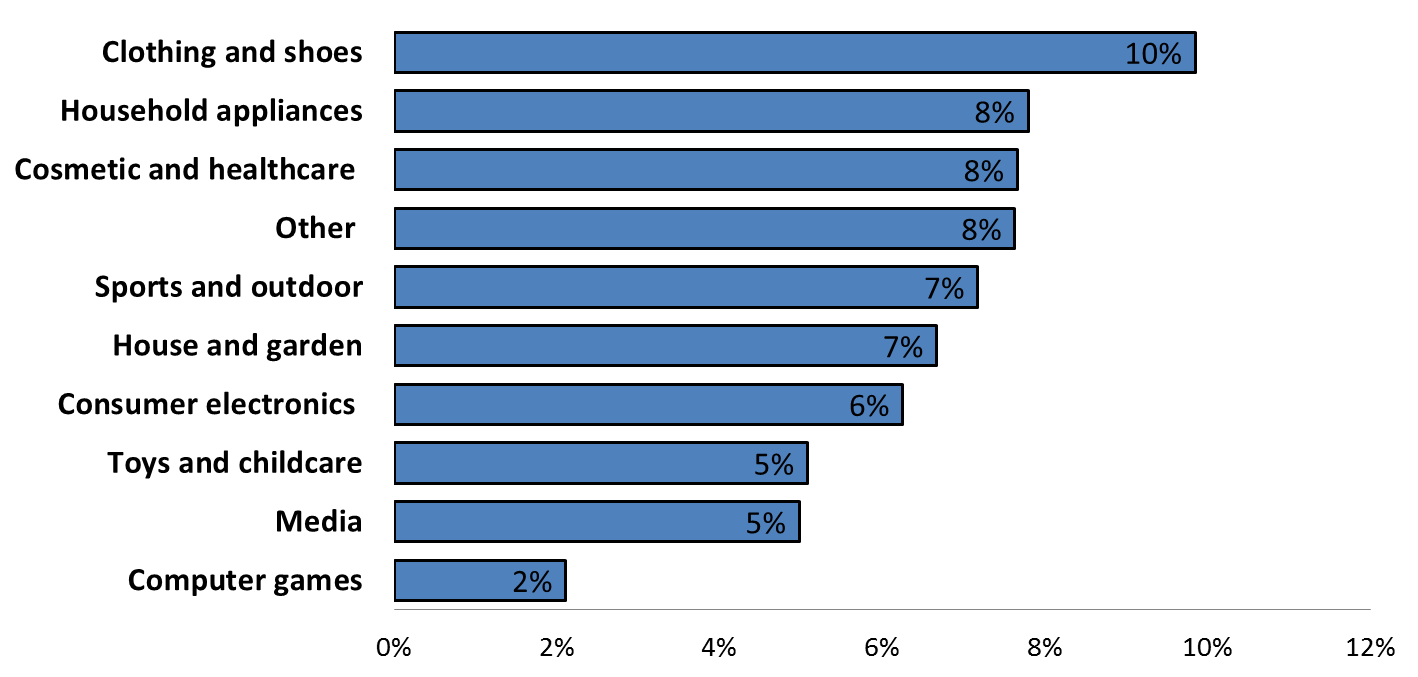 Clothing and shoes 10%
Household appliances 8%
Cosmetic and healthcare 8%
Other 8%
Sports and outdoor 7%
House and garden 7%
Consumer electronics 6%
Toys and childcare 5%
Media 5%
Computer games 2%
0% 2% 4% 6% 8% 10% 12%